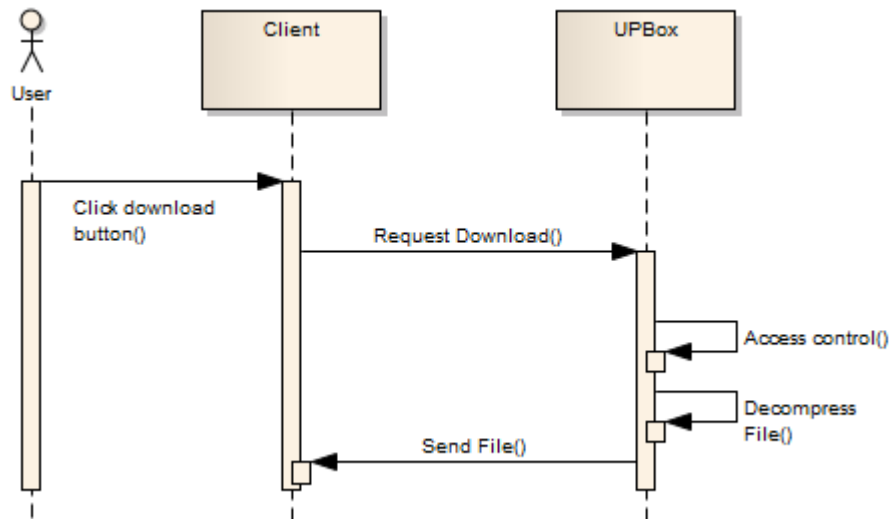 Client
UPBox
User
Click download
button()
Request Download()
Access control()
Decompress
File()
Send File()